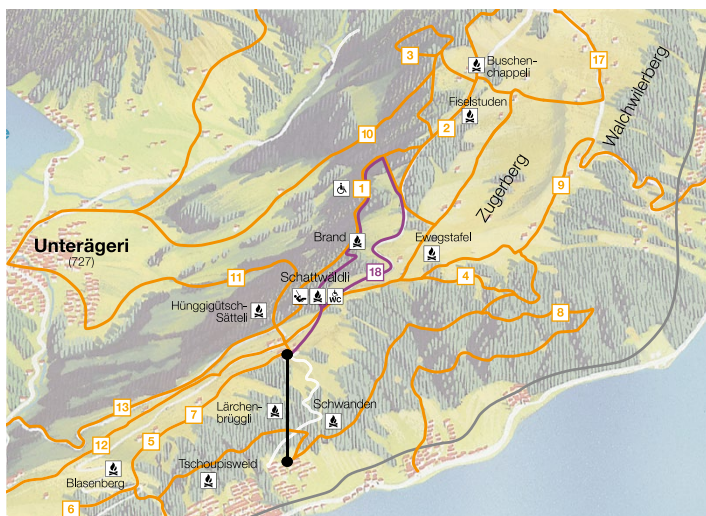 3
Buschen-
chappeli
17
Walchwilerberg
Fiselstuden
10
2
1
9
Zugerberg
Unterägeri
(727)
Brand
Ewegstafel
11
18
Schattwäldli
4
WC
Hünggigütsch-
Sätteli
8
13
7
Lärchen-
brüggli
Schwanden
12
5
Tschoupisweid
Blasenberg
6